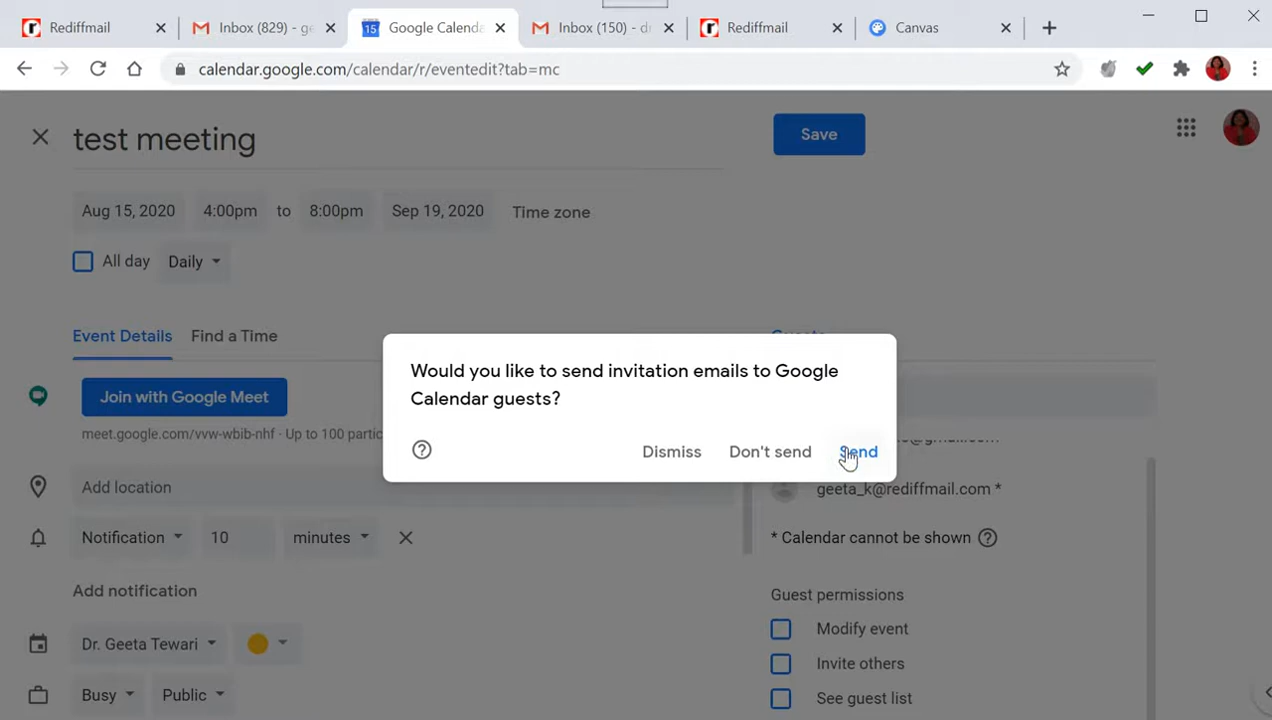 Rediffmail
Inbox (829) - ge
Google Calenda
Inbox (150) - d
Rediffmail
Canvas
calendar.google.com/calendar/r/eventedit?tab=mc
test meeting
Save
Aug 15, 2020 4:00pm to 8:00pm Sep 19, 2020 Time zone
All day Daily
Event Details Find a Time
Guests
Would you like to send invitation emails to Google
Calendar guests?
Dismiss Don't send Send
Join with Google Meet
meet.google.com/vvw-wbib-nhf · Up to 100 partic
@gmail.com
Add location
geeta_k@rediffmail.com *
Notification 10 minutes
* Calendar cannot be shown
Add notification
Guest permissions
Modify event
Dr. Geeta Tewari
Invite others
Busy Public
See guest list
15